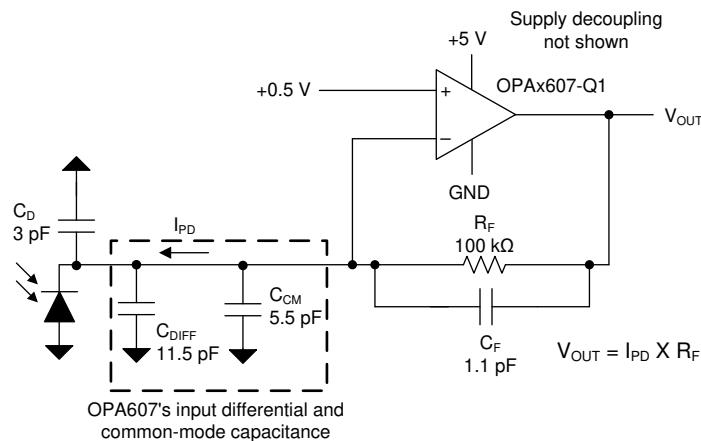 Supply decoupling
not shown
+5 V
OPAx607-Q1
+0.5 V
+
−
VOUT
GND
CD
3 pF
IPD
RF
100 kΩ
CCM
5.5 pF
CDIFF
11.5 pF
CF
1.1 pF
VOUT = IPD X RF
OPA607's input differential and
common-mode capacitance